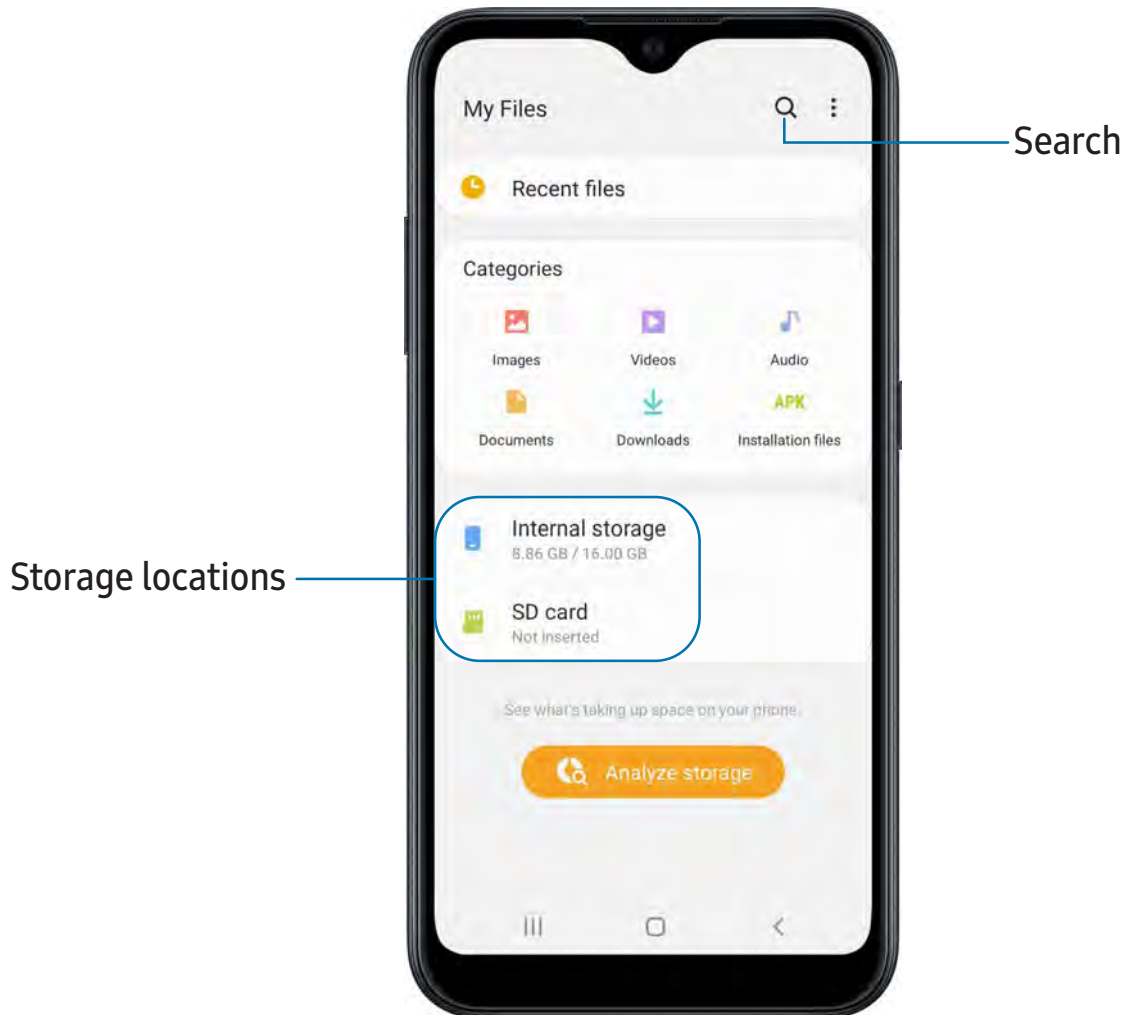 My Files
Search
Recent files
Categories
Images Videos Audio
APK
Documents Downloads Installation files
Internal storage
8.86 GB / 16.00 GB
Storage locations
SD card
Not inserted
See what's taking up space on your phone.
Analyze storage